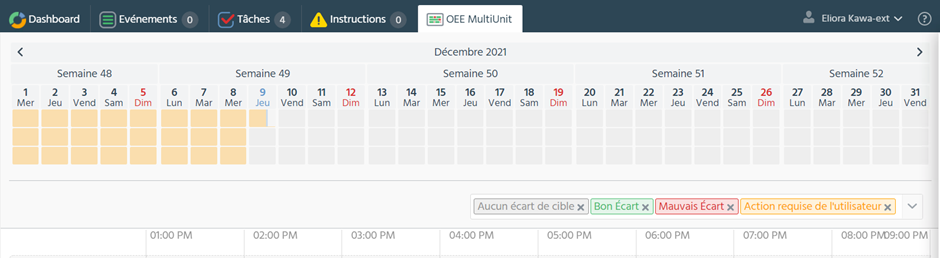 Dashboard Evénements 0 Tâches 4 Instructions 0 OEE MultiUnit Eliora Kawa-ext ?
Décembre 2021
Semaine 48 Semaine 49 Semaine 50 Semaine 51 Semaine 52
1 2 3 4 5 6 7 8 9 10 11 12 13 14 15 16 17 18 19 20 21 22 23 24 25 26 27 28 29 30 31
Mer Jeu Vend Sam Dim Lun Mar Mer Jeu Vend Sam Dim Lun Mar Mer Jeu Vend Sam Dim Lun Mar Mer Jeu Vend Sam Dim Lun Mar Mer Jeu Vend
Aucun écart de cible x Bon Écart x Mauvais Écart x Action requise de l'utilisateur x
01:00 PM 02:00 PM 03:00 PM 04:00 PM 05:00 PM 06:00 PM 07:00 PM 08:00 PM 09:00 PM